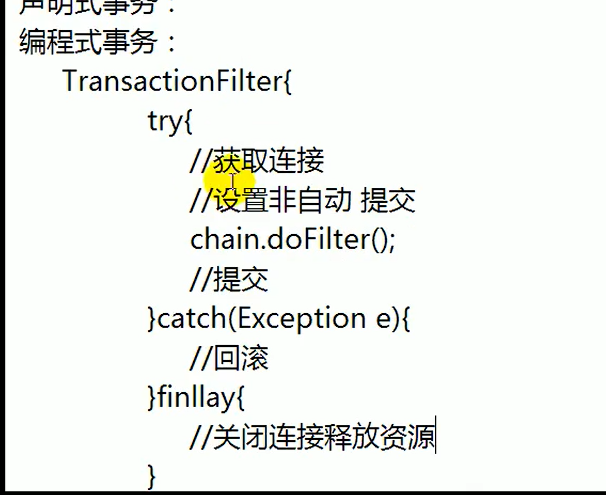 声明式事务：
编程式事务：
TransactionFilter{
try{
//获取连接
//设置非自动 提交
chain.doFilter();
//提交
}catch(Exception e){
//回滚
}finllay{
//关闭连接释放资源
}